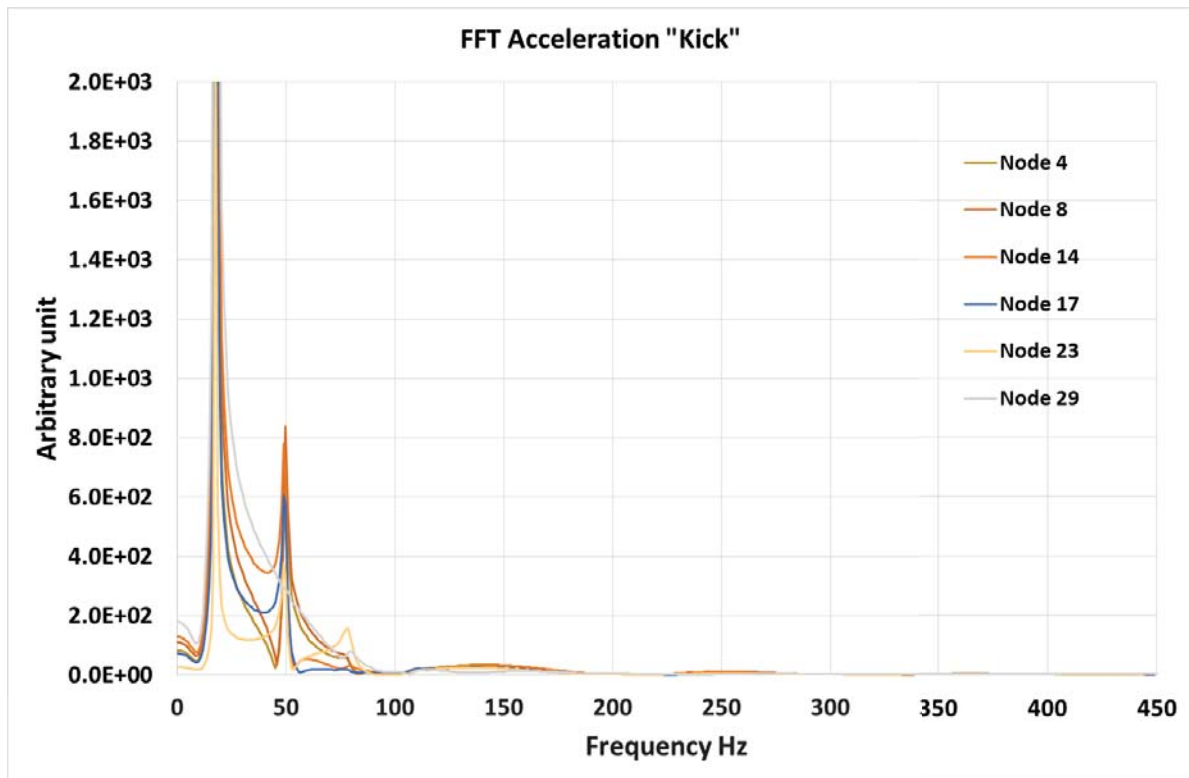 FFT Acceleration "Kick"
2.0E+03
1.8E+03
1.6E+03
1.4E+03
1.2E+03
1.0E+03
8.0E+02
6.0E+02
4.0E+02
2.0E+02
0.0E+00
Arbitrary unit
Node 4
Node 8
Node 14
Node 17
Node 23
Node 29
0 50 100 150 200 250 300 350 400 450
Frequency Hz